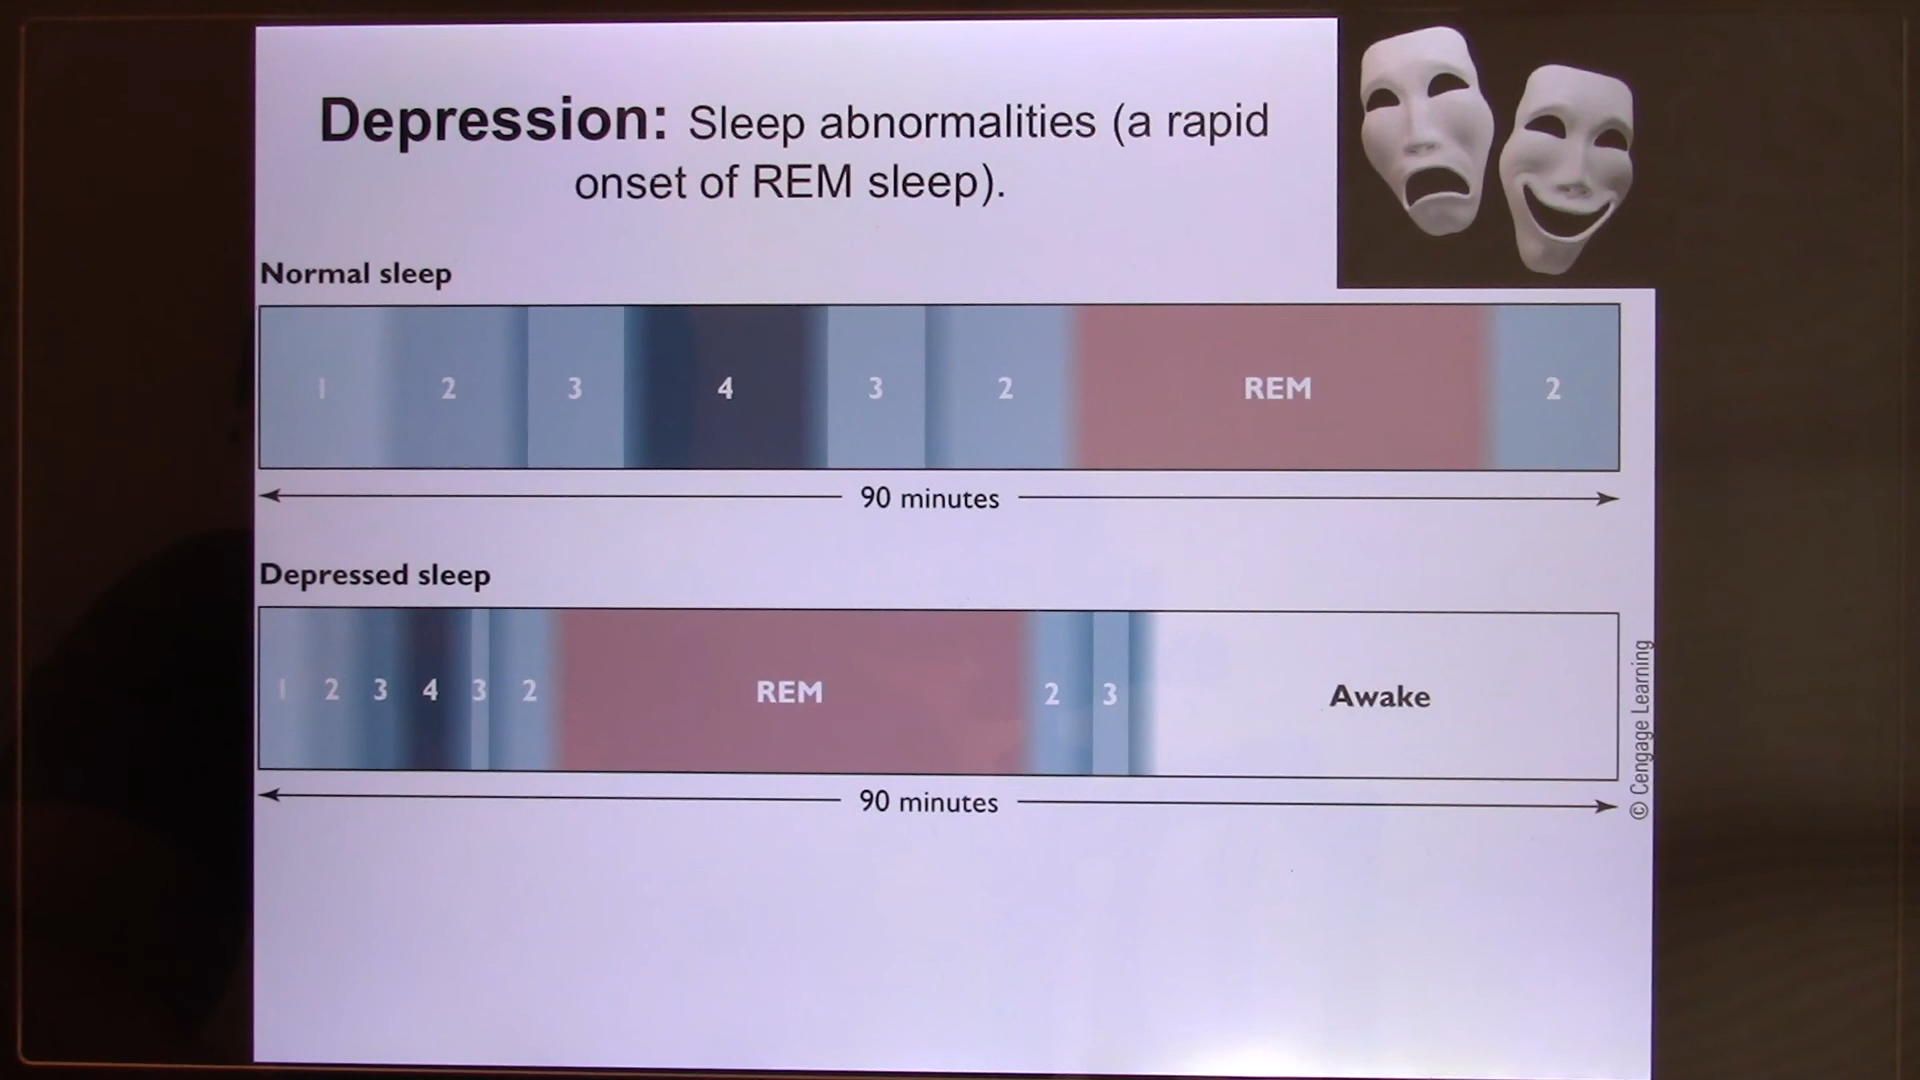 Depression: Sleep abnormalities (a rapid
onset of REM sleep).
Normal sleep
1 2 3 4 3 2 REM 2
90 minutes
Depressed sleep
1 2 3 4 3 2 REM 2 3 Awake
90 minutes
© Cengage Learning